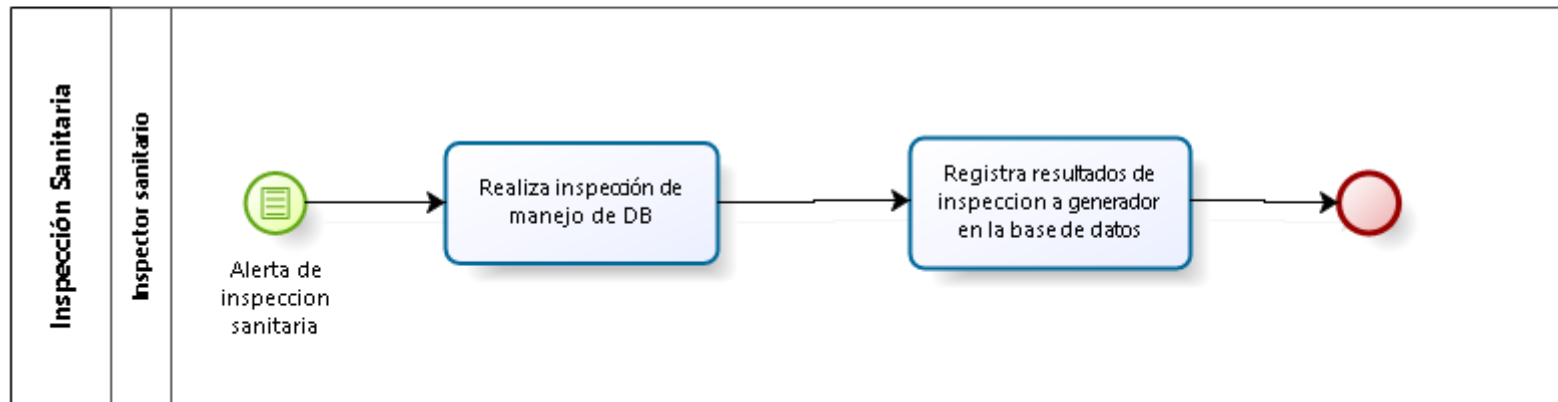 Inspección Sanitaria
Inspector sanitario
Alerta de
inspeccion
sanitaria
Realiza inspección de
manejo de DB
Registra resultados de
inspeccion a generador
en la base de datos